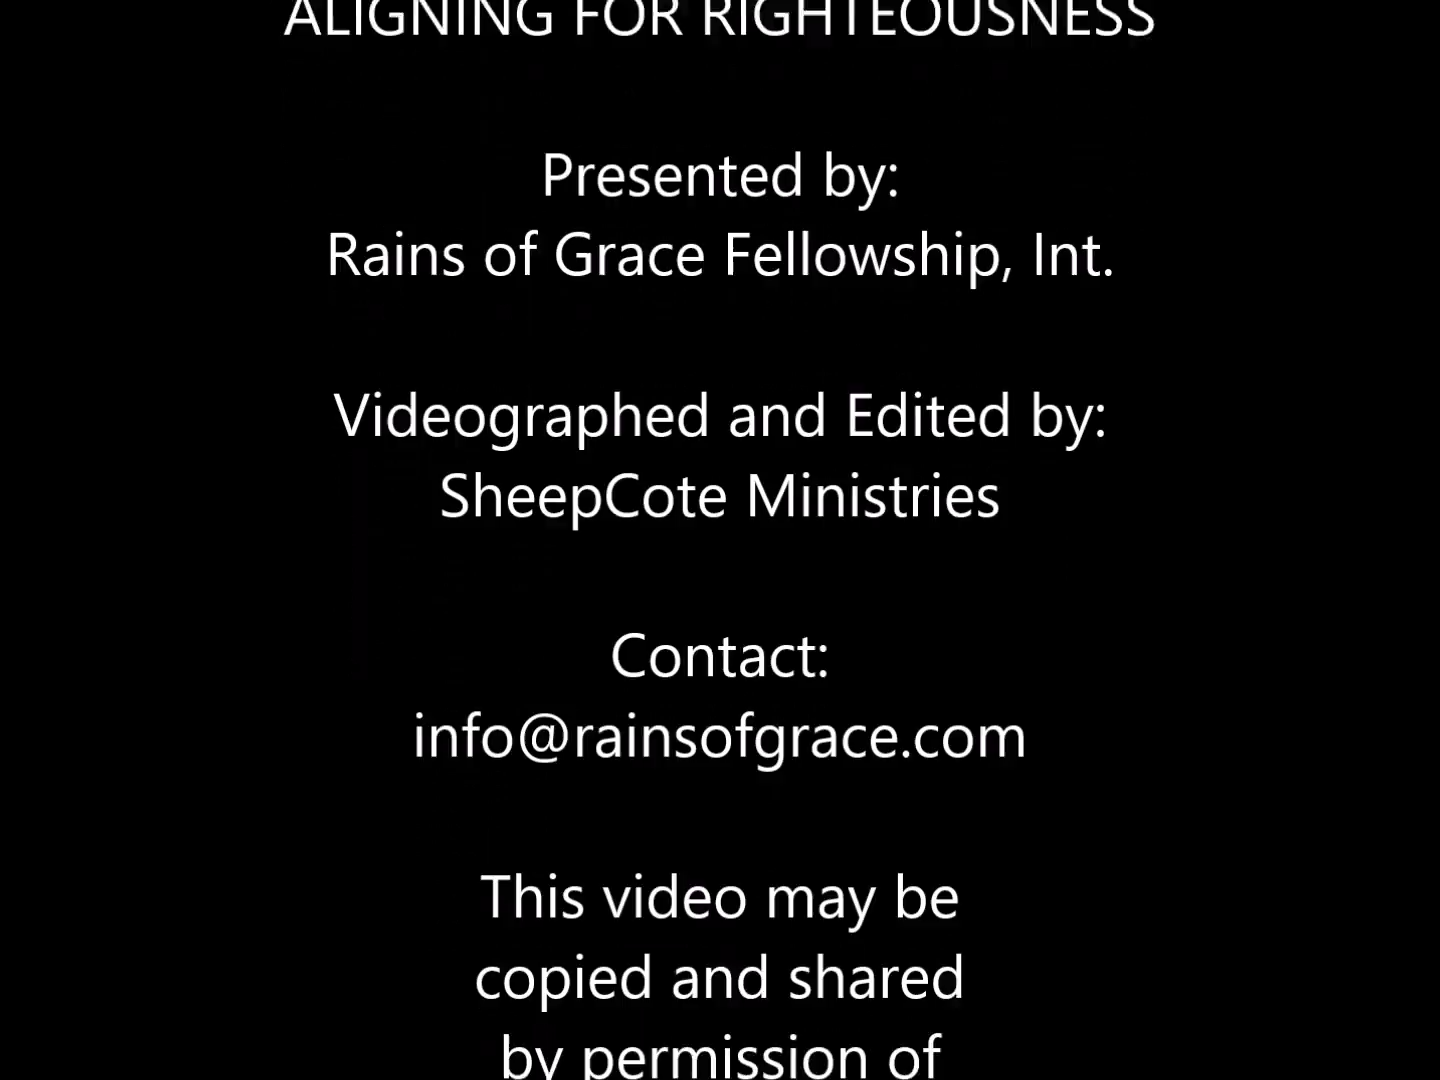 ALIGNING FOR RIGHTEOUSNESS
Presented by:
Rains of Grace Fellowship, Int.
Videographed and Edited by:
SheepCote Ministries
Contact:
info@rainsofgrace.com
This video may be
copied and shared
by permission of